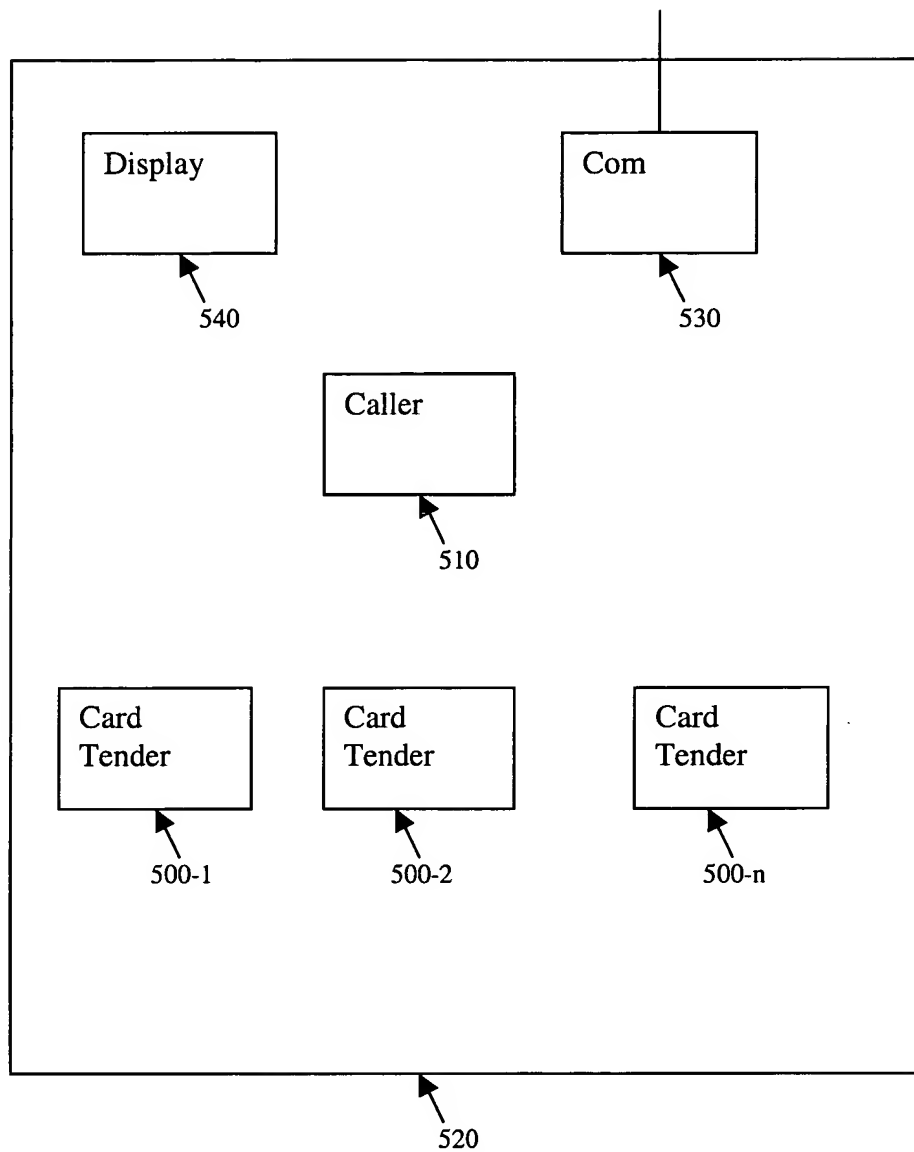 Display
Com
540
530
Caller
510
Card
Tender
Card
Tender
Card
Tender
500-1
500-2
500-n
520